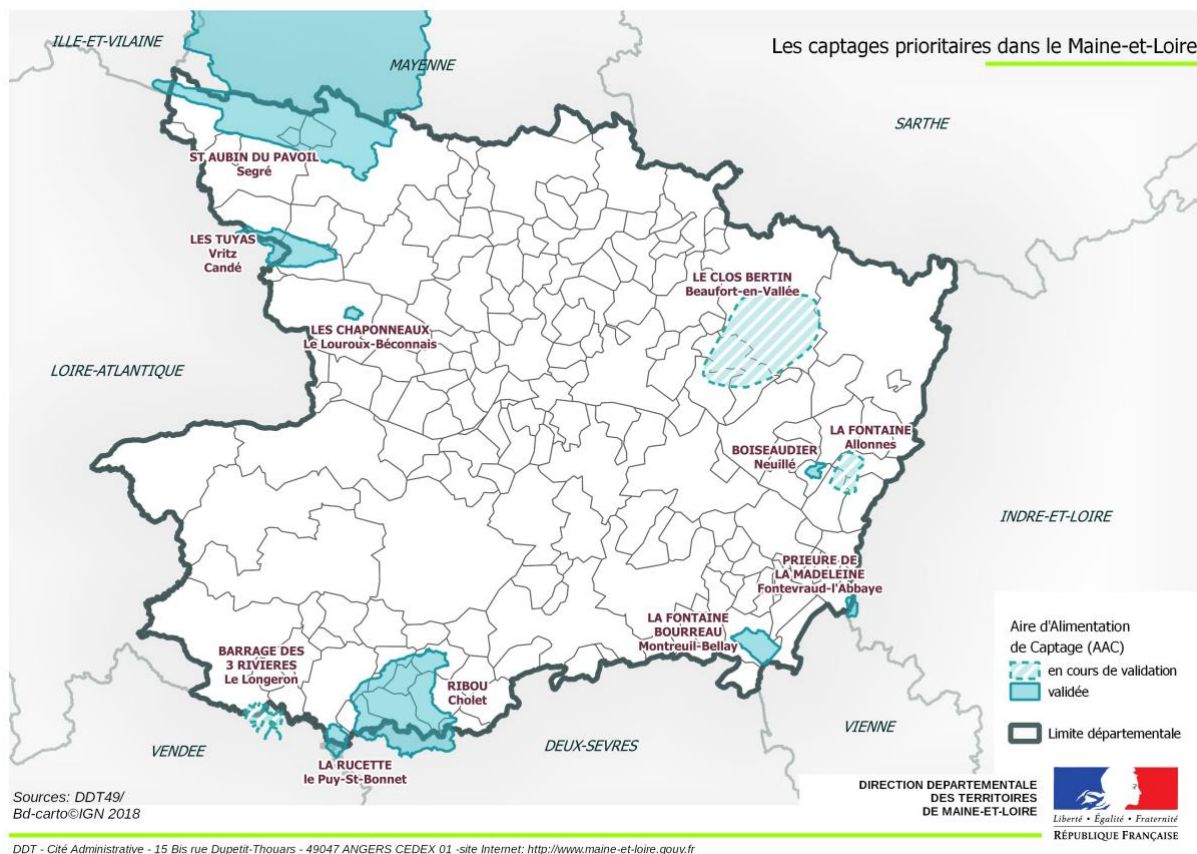 Les captages prioritaires dans le Maine-et-Loire
ILLE-ET-VILAINE
MAYENNE
SARTHE
ST AUBIN DU PAVOIL
Segré
LES TUYAS
Vritz
Candé
LE CLOS BERTIN
Beaufort-en-Vallée
LES CHAPONNEAUX
Le Louroux-Béconnais
LOIRE-ATLANTIQUE
LA FONTAINE
Allonnes
BOISEAUDIER
Neuillé
INDRE-ET-LOIRE
PRIEURE DE
LA MADELEINE
Fontevraud-l'Abbaye
LA FONTAINE
BOURREAU
Montreuil-Bellay
BARRAGE DES
3 RIVIERES
Le Longeron
RIBOU
Cholet
VENDEE
DEUX-SEVRES
VIENNE
LA RUCETTE
le Puy-St-Bonnet
Aire d'Alimentation
de Captage (AAC)
en cours de validation
validée
Limite départementale
Sources: DDT49/
Bd-carto©IGN 2018
DIRECTION DEPARTEMENTALE
DES TERRITOIRES
DE MAINE-ET-LOIRE
Liberté • Égalité • Fraternité
RÉPUBLIQUE FRANÇAISE
DDT - Cité Administrative - 15 Bis rue Dupetit-Thouars - 49047 ANGERS CEDEX 01 -site Internet: http://www.maine-et-loire.gouv.fr